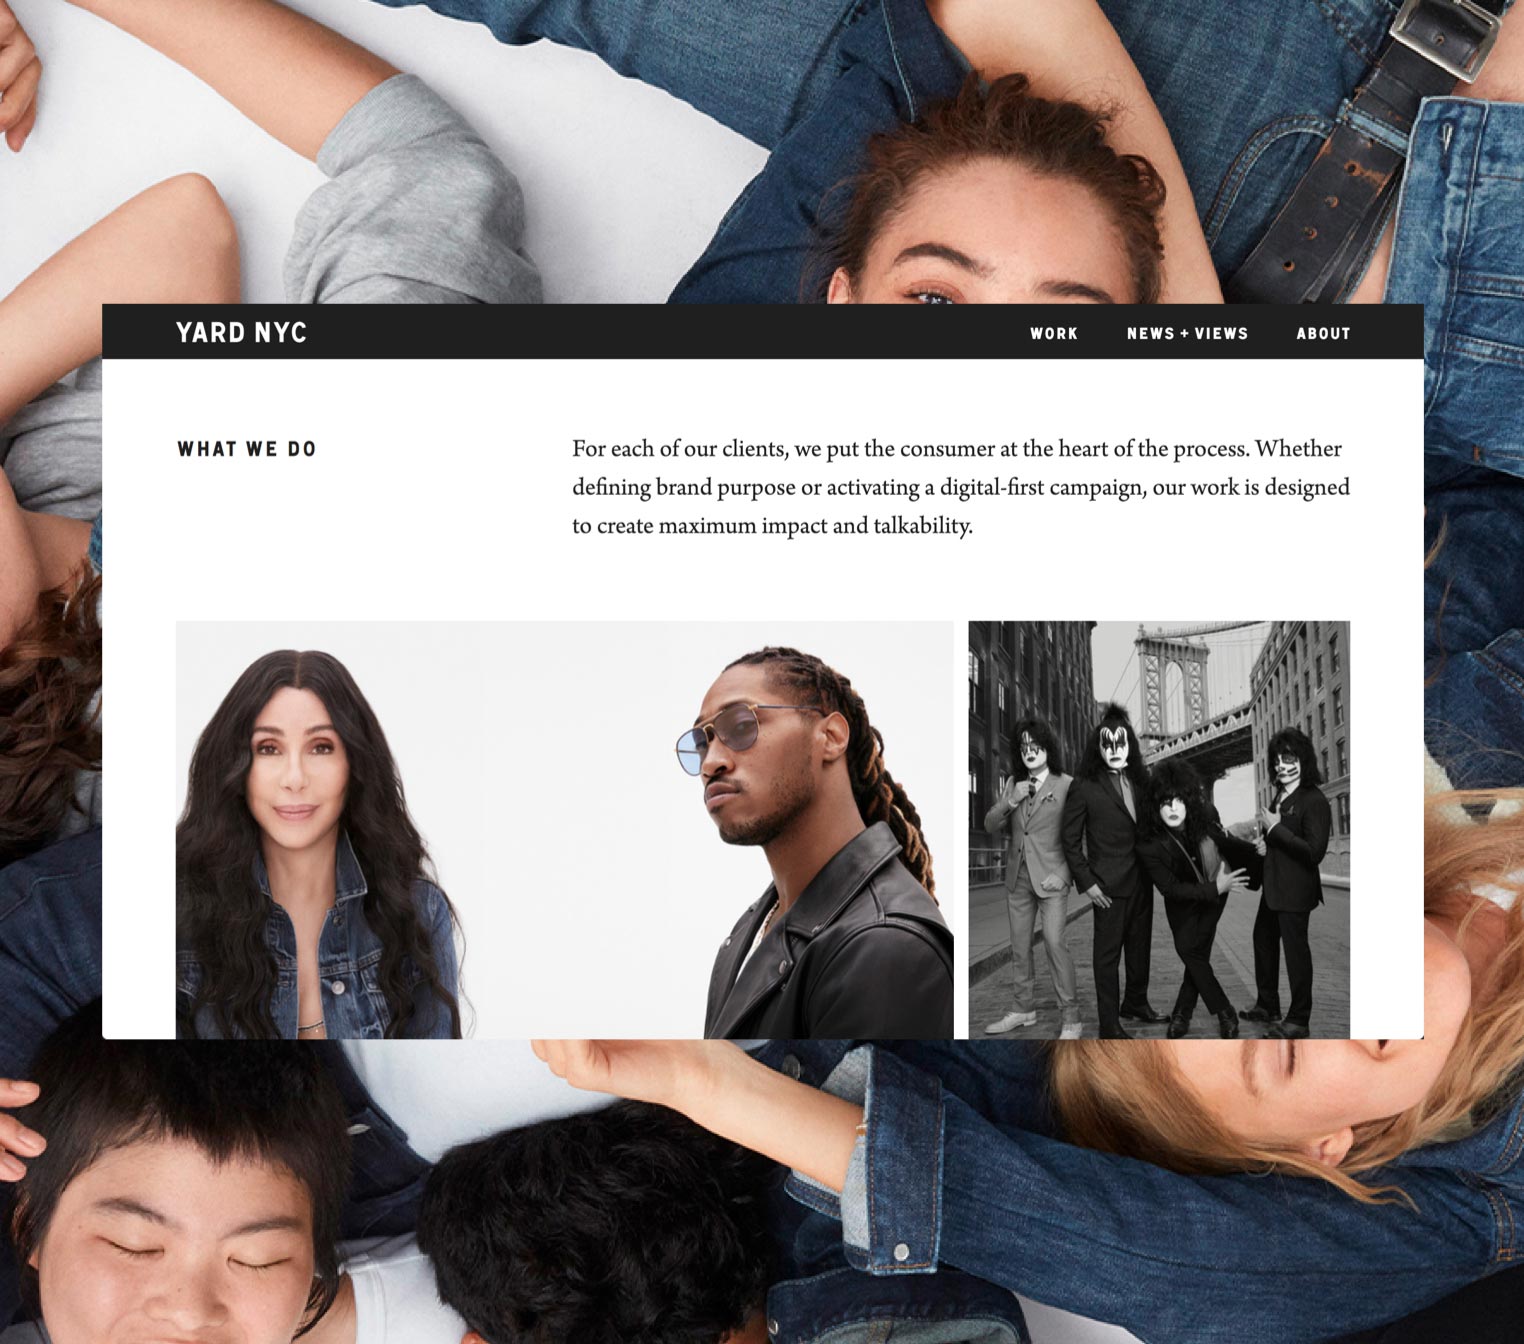 YARD NYC
WORK NEWS + VIEWS ABOUT
WHAT WE DO
For each of our clients, we put the consumer at the heart of the process. Whether
defining brand purpose or activating a digital-first campaign, our work is designed
to create maximum impact and talkability.